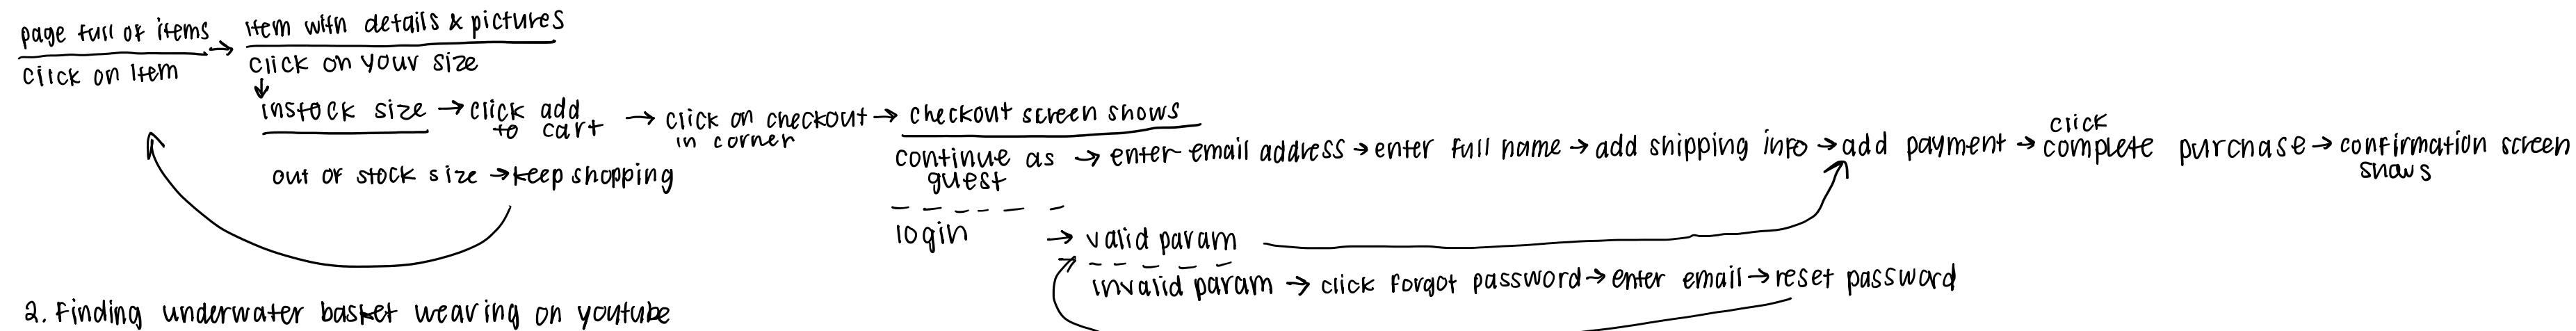 page full of items → item with details & pictures
click on item
click on your size
instock size → click add to cart → click on checkout in corner → checkout screen shows
out of stock size → keep shopping
continue as guest → enter email address → enter full name → add shipping info → add payment → click complete purchase → confirmation screen shows
login → valid param
invalid param → click forgot password → enter email → reset password
2. Finding underwater basket wearing on youtube